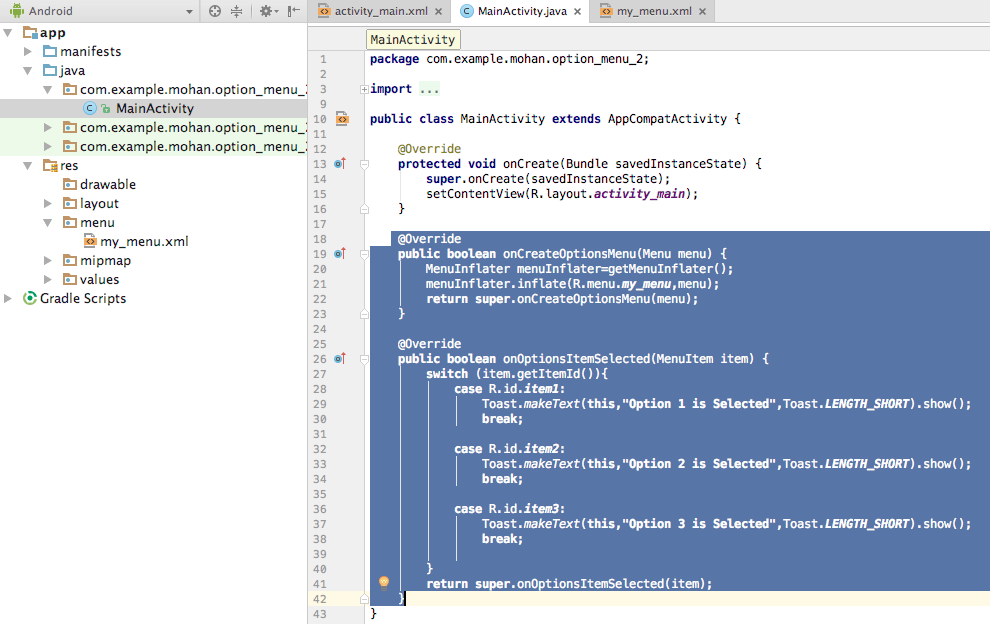 Android
activity_main.xml
MainActivity.java
my_menu.xml
app
manifests
java
com.example.mohan.option_menu_2
MainActivity
com.example.mohan.option_menu_2
com.example.mohan.option_menu_2
res
drawable
layout
menu
my_menu.xml
mipmap
values
Gradle Scripts
MainActivity
1 package com.example.mohan.option_menu_2;
2
3 import ...
9
10 public class MainActivity extends AppCompatActivity {
11
12 @Override
13 protected void onCreate(Bundle savedInstanceState) {
14 super.onCreate(savedInstanceState);
15 setContentView(R.layout.activity_main);
16 }
17
18 @Override
19 public boolean onCreateOptionsMenu(Menu menu) {
20 MenuInflater menuInflater=getMenuInflater();
21 menuInflater.inflate(R.menu.my_menu,menu);
22 return super.onCreateOptionsMenu(menu);
23 }
24
25 @Override
26 public boolean onOptionsItemSelected(MenuItem item) {
27 switch (item.getItemId()){
28 case R.id.item1:
29 Toast.makeText(this,"Option 1 is Selected",Toast.LENGTH_SHORT).show();
30 break;
31
32 case R.id.item2:
33 Toast.makeText(this,"Option 2 is Selected",Toast.LENGTH_SHORT).show();
34 break;
35
36 case R.id.item3:
37 Toast.makeText(this,"Option 3 is Selected",Toast.LENGTH_SHORT).show();
38 break;
39
40 }
41 return super.onOptionsItemSelected(item);
42 }
43 }